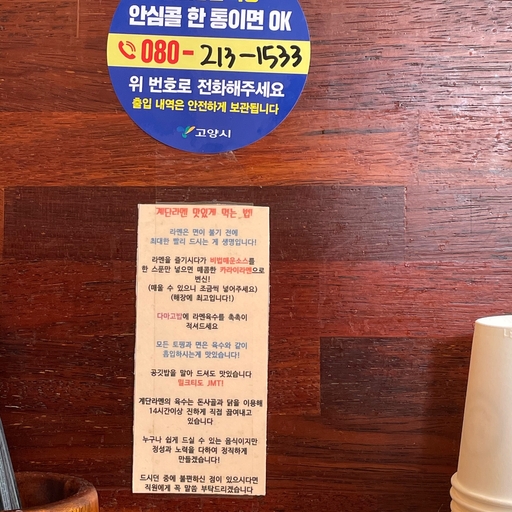 안심콜 한 통이면 OK
080-213-1533
위 번호로 전화해주세요
출입 내역은 안전하게 보관됩니다
고양시
계단라멘 맛있게 먹는 법!
라멘은 면이 불기 전에
최대한 빨리 드시는 게 생명입니다!
라멘을 즐기시다가 비법매운소스를
한 스푼만 넣으면 매콤한 카라이라멘으로
변신!
(매울 수 있으니 조금씩 넣어주세요)
(해장에 최고입니다!)
다마고밥에 라멘육수를 촉촉이
적셔드세요
모든 토핑과 면은 육수와 같이
흡입하시는게 맛있습니다!
공깃밥을 말아 드셔도 맛있습니다
밀크티도 JMT!
계단라멘의 육수는 돈사골과 닭을 이용해
14시간이상 진하게 직접 끓여내고
있습니다
누구나 쉽게 드실 수 있는 음식이지만
정성과 노력을 다하여 정직하게
만들겠습니다!
드시던 중에 불편하신 점이 있으시다면
직원에게 꼭 말씀 부탁드리겠습니다